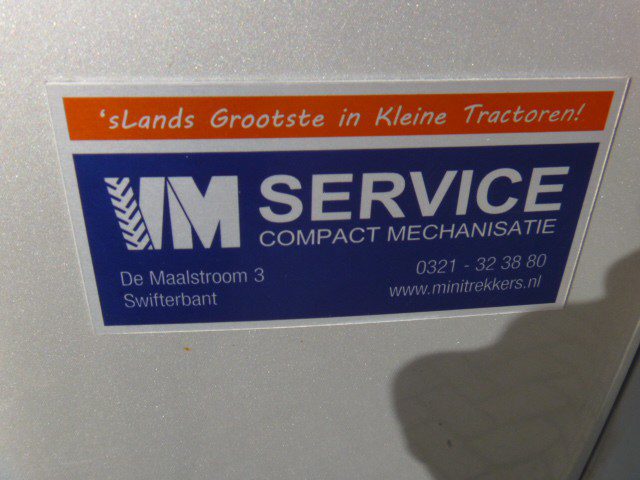 ‘sLands Grootste in Kleine Tractoren!
VM SERVICE
COMPACT MECHANISATIE
De Maalstroom 3
Swifterbant
0321 - 32 38 80
www.minitrekkers.nl